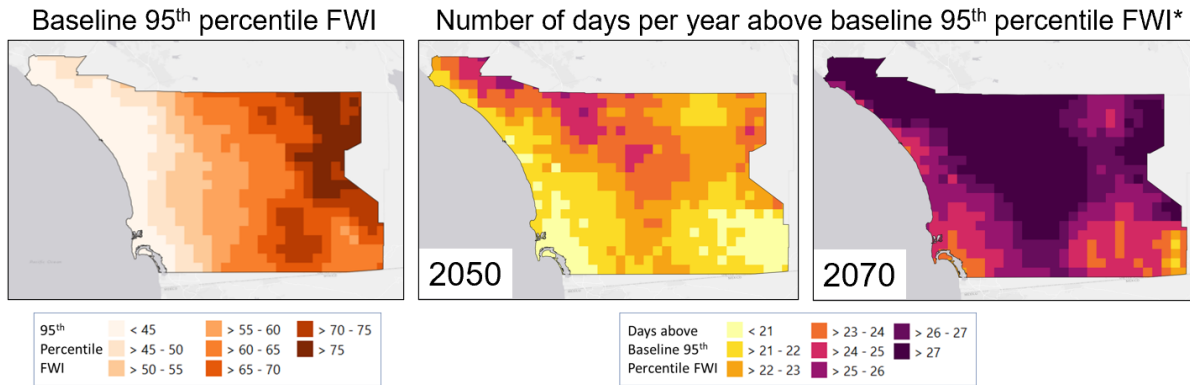 Baseline 95th percentile FWI
Number of days per year above baseline 95th percentile FWI*
2050
2070
95th
Percentile
FWI
< 45
> 45 - 50
> 50 - 55
> 55 - 60
> 60 - 65
> 65 - 70
> 70 - 75
> 75
Days above
Baseline 95th
Percentile FWI
< 21
> 21 - 22
> 22 - 23
> 23 - 24
> 24 - 25
> 25 - 26
> 26 - 27
> 27